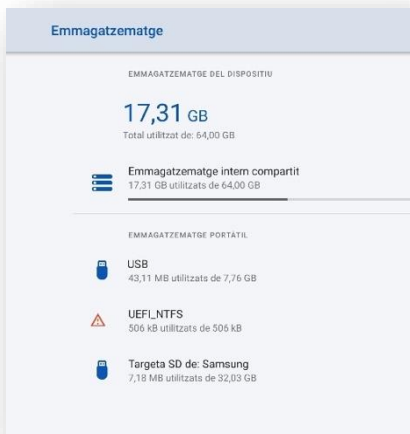 Emmagatzematge
EMMAGATZEMATGE DEL DISPOSITIU
17,31 GB
Total utilitzat de: 64,00 GB
Emmagatzematge intern compartit
17,31 GB utilitzats de 64,00 GB
EMMAGATZEMATGE PORTÀTIL
USB
43,11 MB utilitzats de 7,76 GB
UEFI_NTFS
506 kB utilitzats de 506 kB
Targeta SD de: Samsung
7,18 MB utilitzats de 32,03 GB